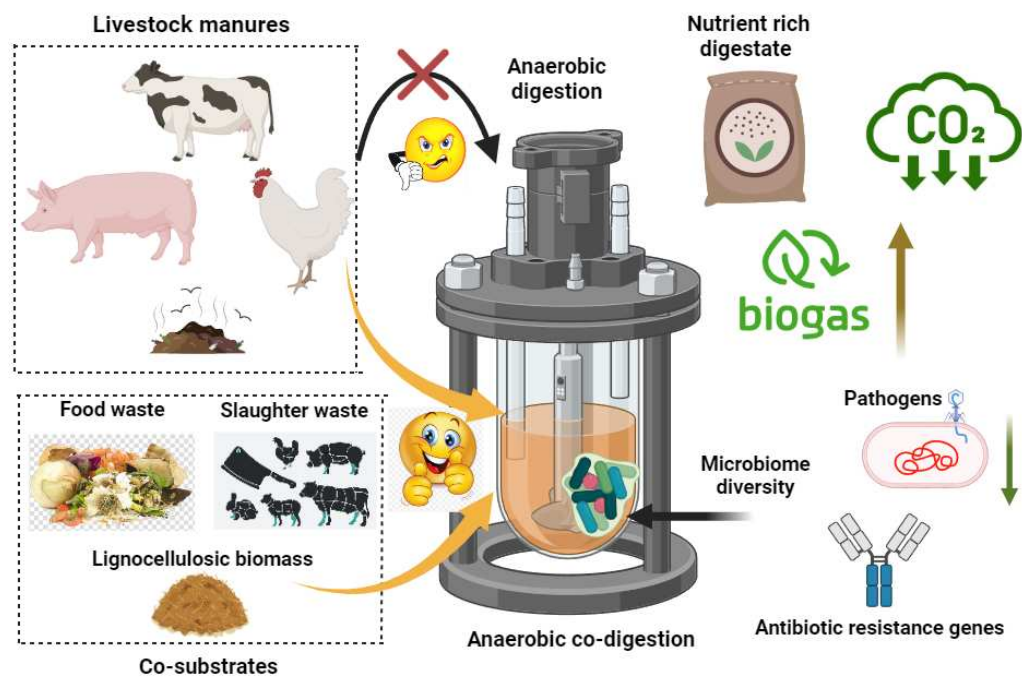 Livestock manures
Anaerobic
digestion
Nutrient rich
digestate
CO₂
biogas
Food waste
Slaughter waste
Lignocellulosic biomass
Co-substrates
Anaerobic co-digestion
Microbiome
diversity
Pathogens
Antibiotic resistance genes